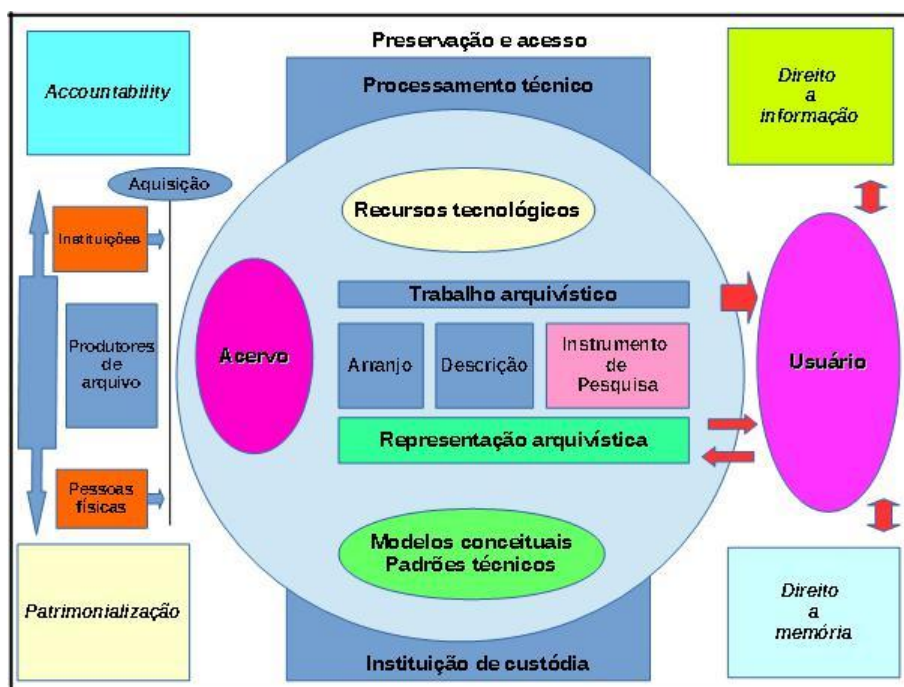 Accountability
Preservação e acesso
Processamento técnico
Direito
a
informação
Aquisição
Instituições
Produtores
de
arquivo
Pessoas
físicas
Patrimonialização
Recursos tecnológicos
Acervo
Trabalho arquivístico
Arranjo
Descrição
Instrumento
de
Pesquisa
Representação arquivística
Modelos conceituais
Padrões técnicos
Instituição de custódia
Usuário
Direito
a
memória